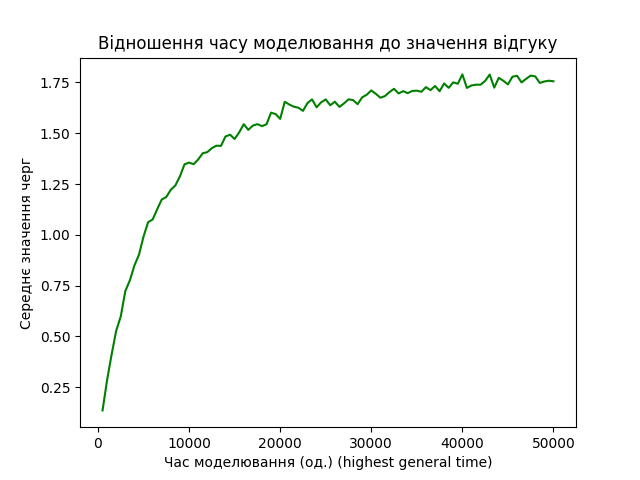 Відношення часу моделювання до значення відгуку
Середнє значення черг
1.75
1.50
1.25
1.00
0.75
0.50
0.25
0 10000 20000 30000 40000 50000
Час моделювання (од.) (highest general time)